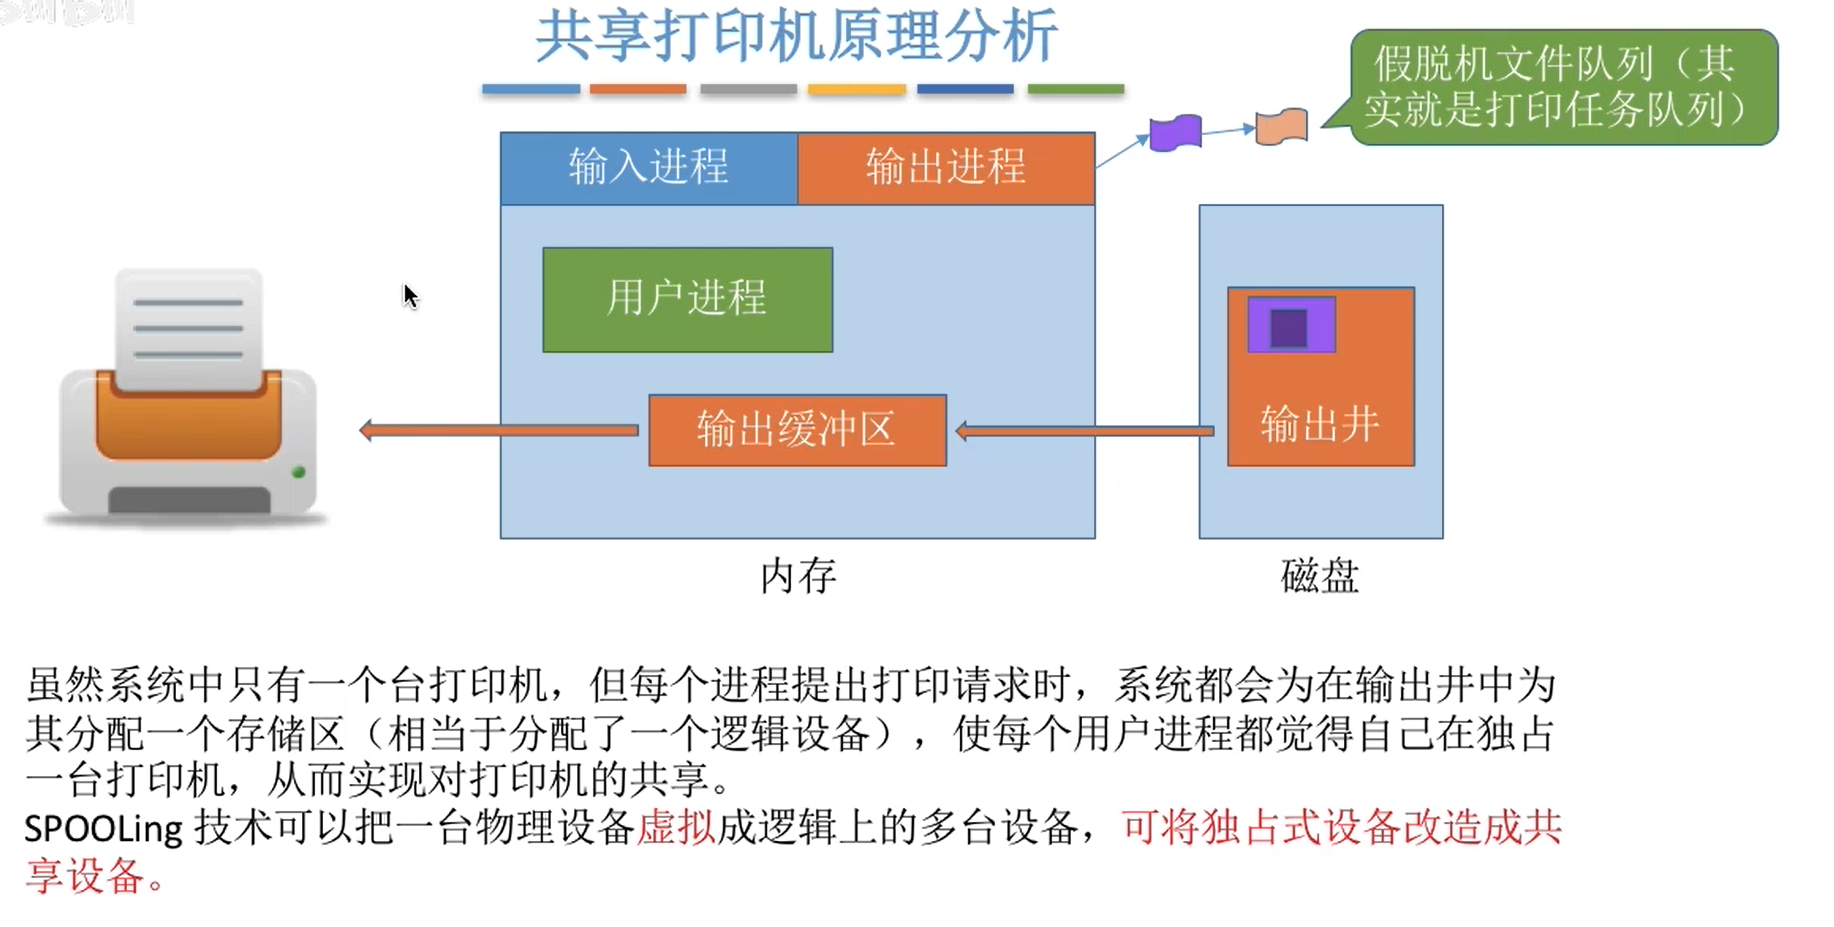 共享打印机原理分析
假脱机文件队列（其
实就是打印任务队列）
输入进程
输出进程
用户进程
输出缓冲区
输出井
内存
磁盘
虽然系统中只有一个台打印机，但每个进程提出打印请求时，系统都会为在输出井中为
其分配一个存储区（相当于分配了一个逻辑设备），使每个用户进程都觉得自己在独占
一台打印机，从而实现对打印机的共享。
SPOOLing 技术可以把一台物理设备虚拟成逻辑上的多台设备，可将独占式设备改造成共
享设备。